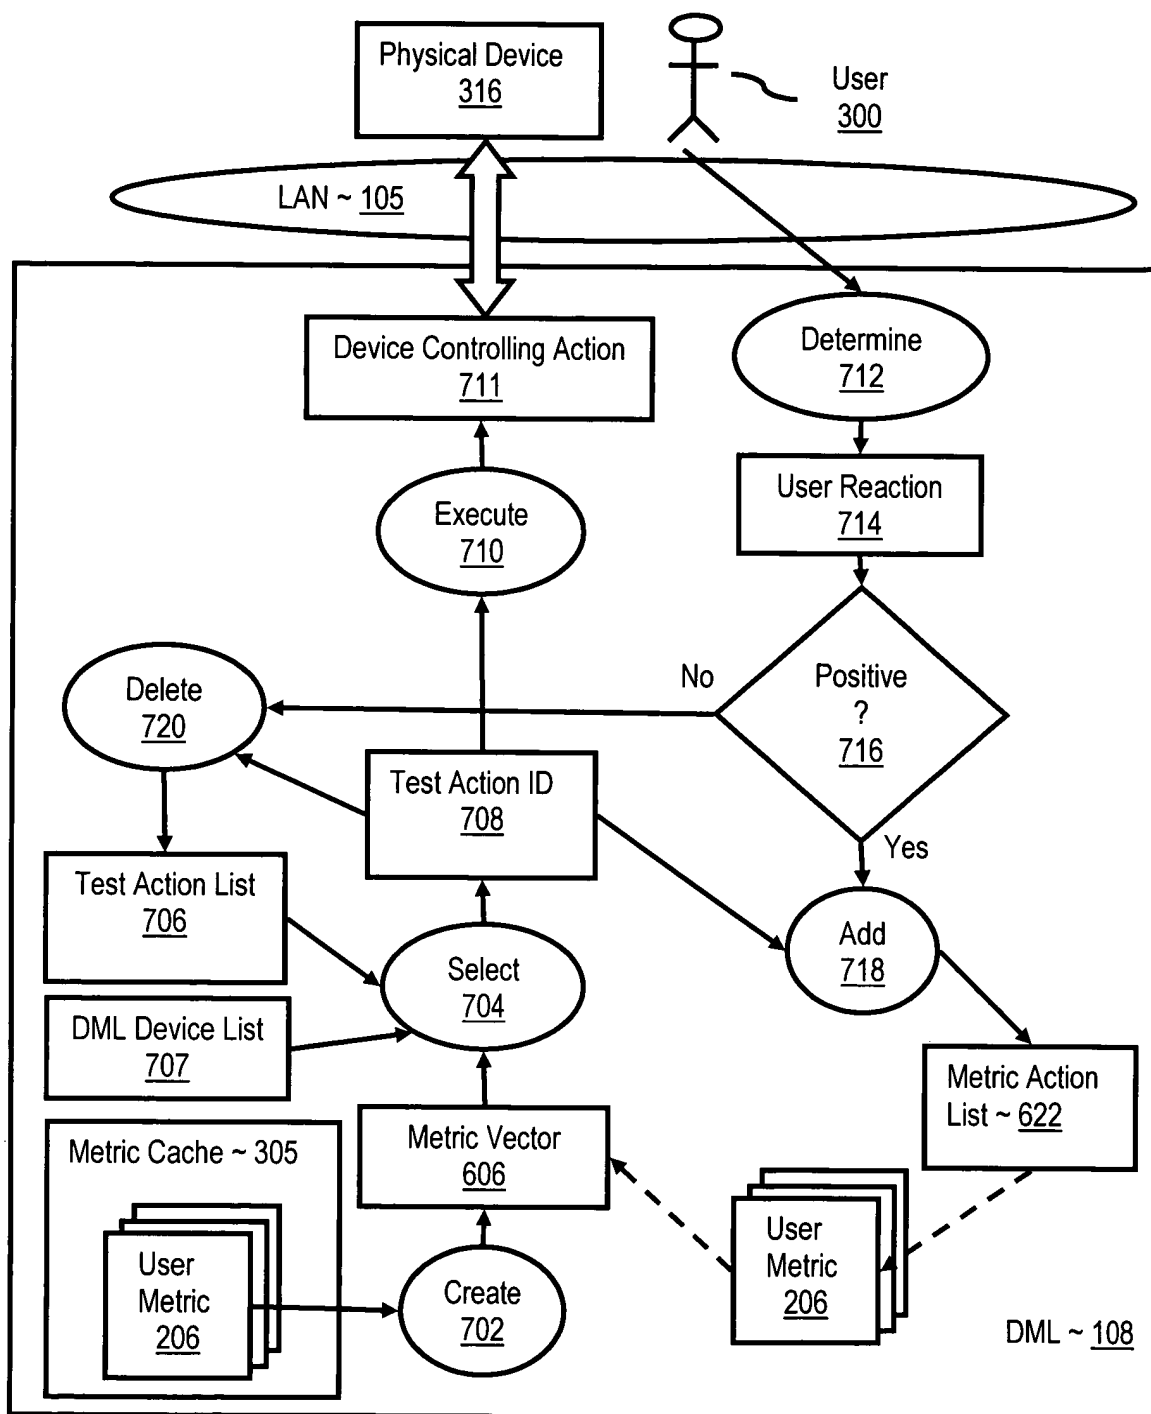 Physical Device
316
User
300
LAN ~ 105
Device Controlling Action
711
Determine
712
User Reaction
714
Execute
710
No
Positive
?
716
Delete
720
Test Action ID
708
Yes
Test Action List
706
Add
718
Select
704
DML Device List
707
Metric Action
List ~ 622
Metric Vector
606
Metric Cache ~ 305
User
Metric
206
Create
702
User
Metric
206
DML ~ 108